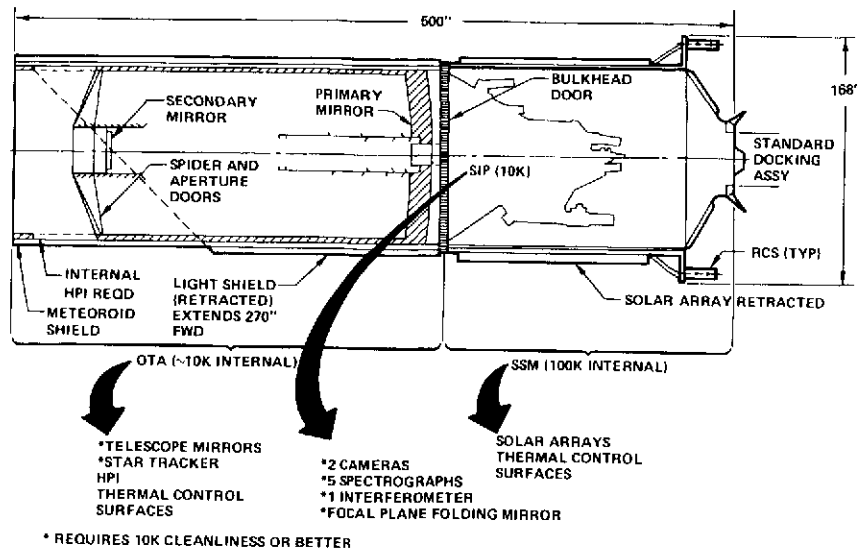 500"
168'
SECONDARY
MIRROR
PRIMARY
MIRROR
BULKHEAD
DOOR
SPIDER AND
APERTURE
DOORS
SIP (10K)
STANDARD
DOCKING
ASSY
INTERNAL
HPI REQD
METEOROID
SHIELD
LIGHT SHIELD
(RETRACTED)
EXTENDS 270"
FWD
RCS (TYP)
SOLAR ARRAY RETRACTED
OTA (~10K INTERNAL)
SSM (100K INTERNAL)
*TELESCOPE MIRRORS
*STAR TRACKER
HPI
THERMAL CONTROL
SURFACES
*2 CAMERAS
*5 SPECTROGRAPHS
*1 INTERFEROMETER
*FOCAL PLANE FOLDING MIRROR
SOLAR ARRAYS
THERMAL CONTROL
SURFACES
* REQUIRES 10K CLEANLINESS OR BETTER